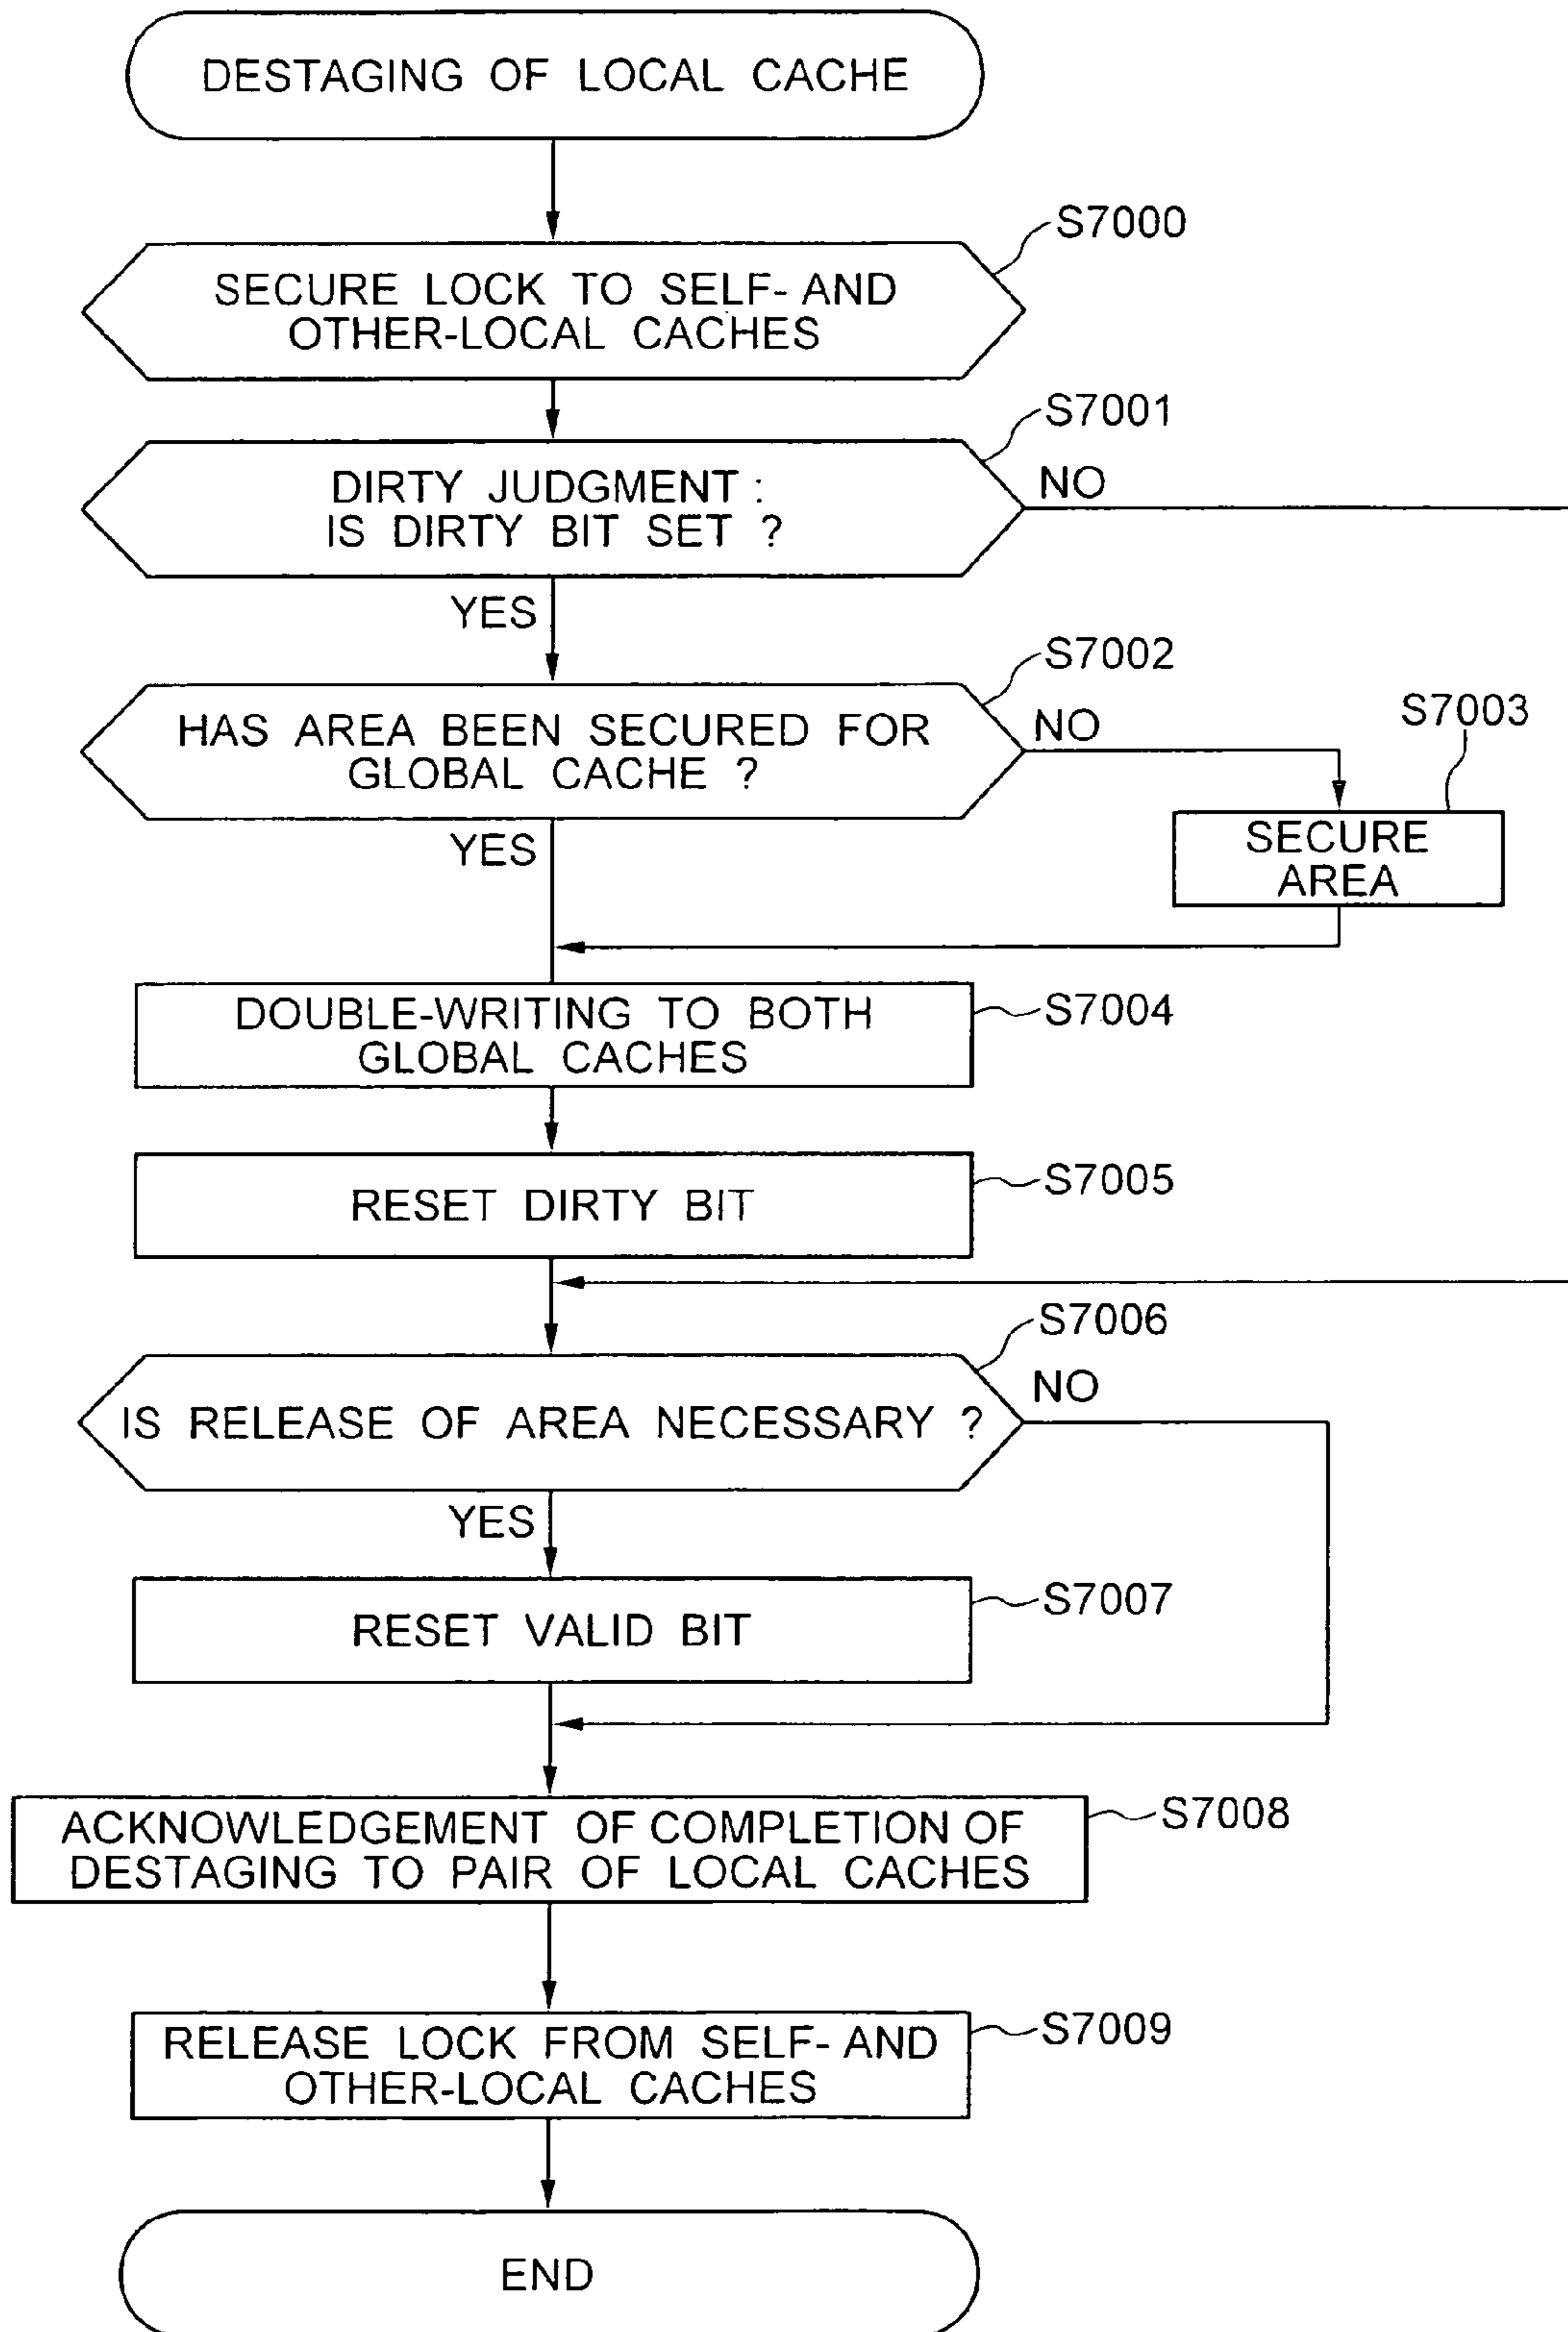 DESTAGING OF LOCAL CACHE
S7000
SECURE LOCK TO SELF- AND
OTHER-LOCAL CACHES
S7001
DIRTY JUDGMENT :
IS DIRTY BIT SET ?
NO
YES
S7002
HAS AREA BEEN SECURED FOR
GLOBAL CACHE ?
NO
S7003
SECURE
AREA
YES
DOUBLE-WRITING TO BOTH
GLOBAL CACHES
S7004
RESET DIRTY BIT
S7005
S7006
IS RELEASE OF AREA NECESSARY ?
NO
YES
RESET VALID BIT
S7007
ACKNOWLEDGEMENT OF COMPLETION OF
DESTAGING TO PAIR OF LOCAL CACHES
S7008
RELEASE LOCK FROM SELF- AND
OTHER-LOCAL CACHES
S7009
END